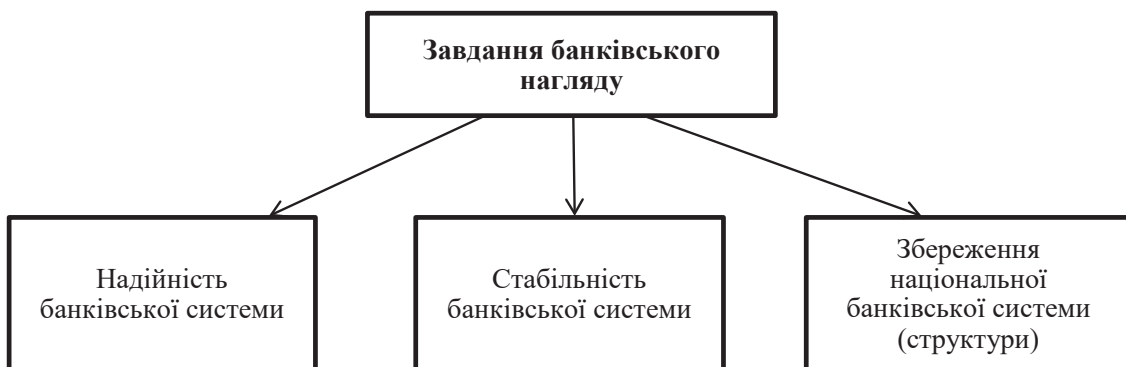 Завдання банківського
нагляду
Надійність
банківської системи
Стабільність
банківської системи
Збереження
національної
банківської системи
(структури)